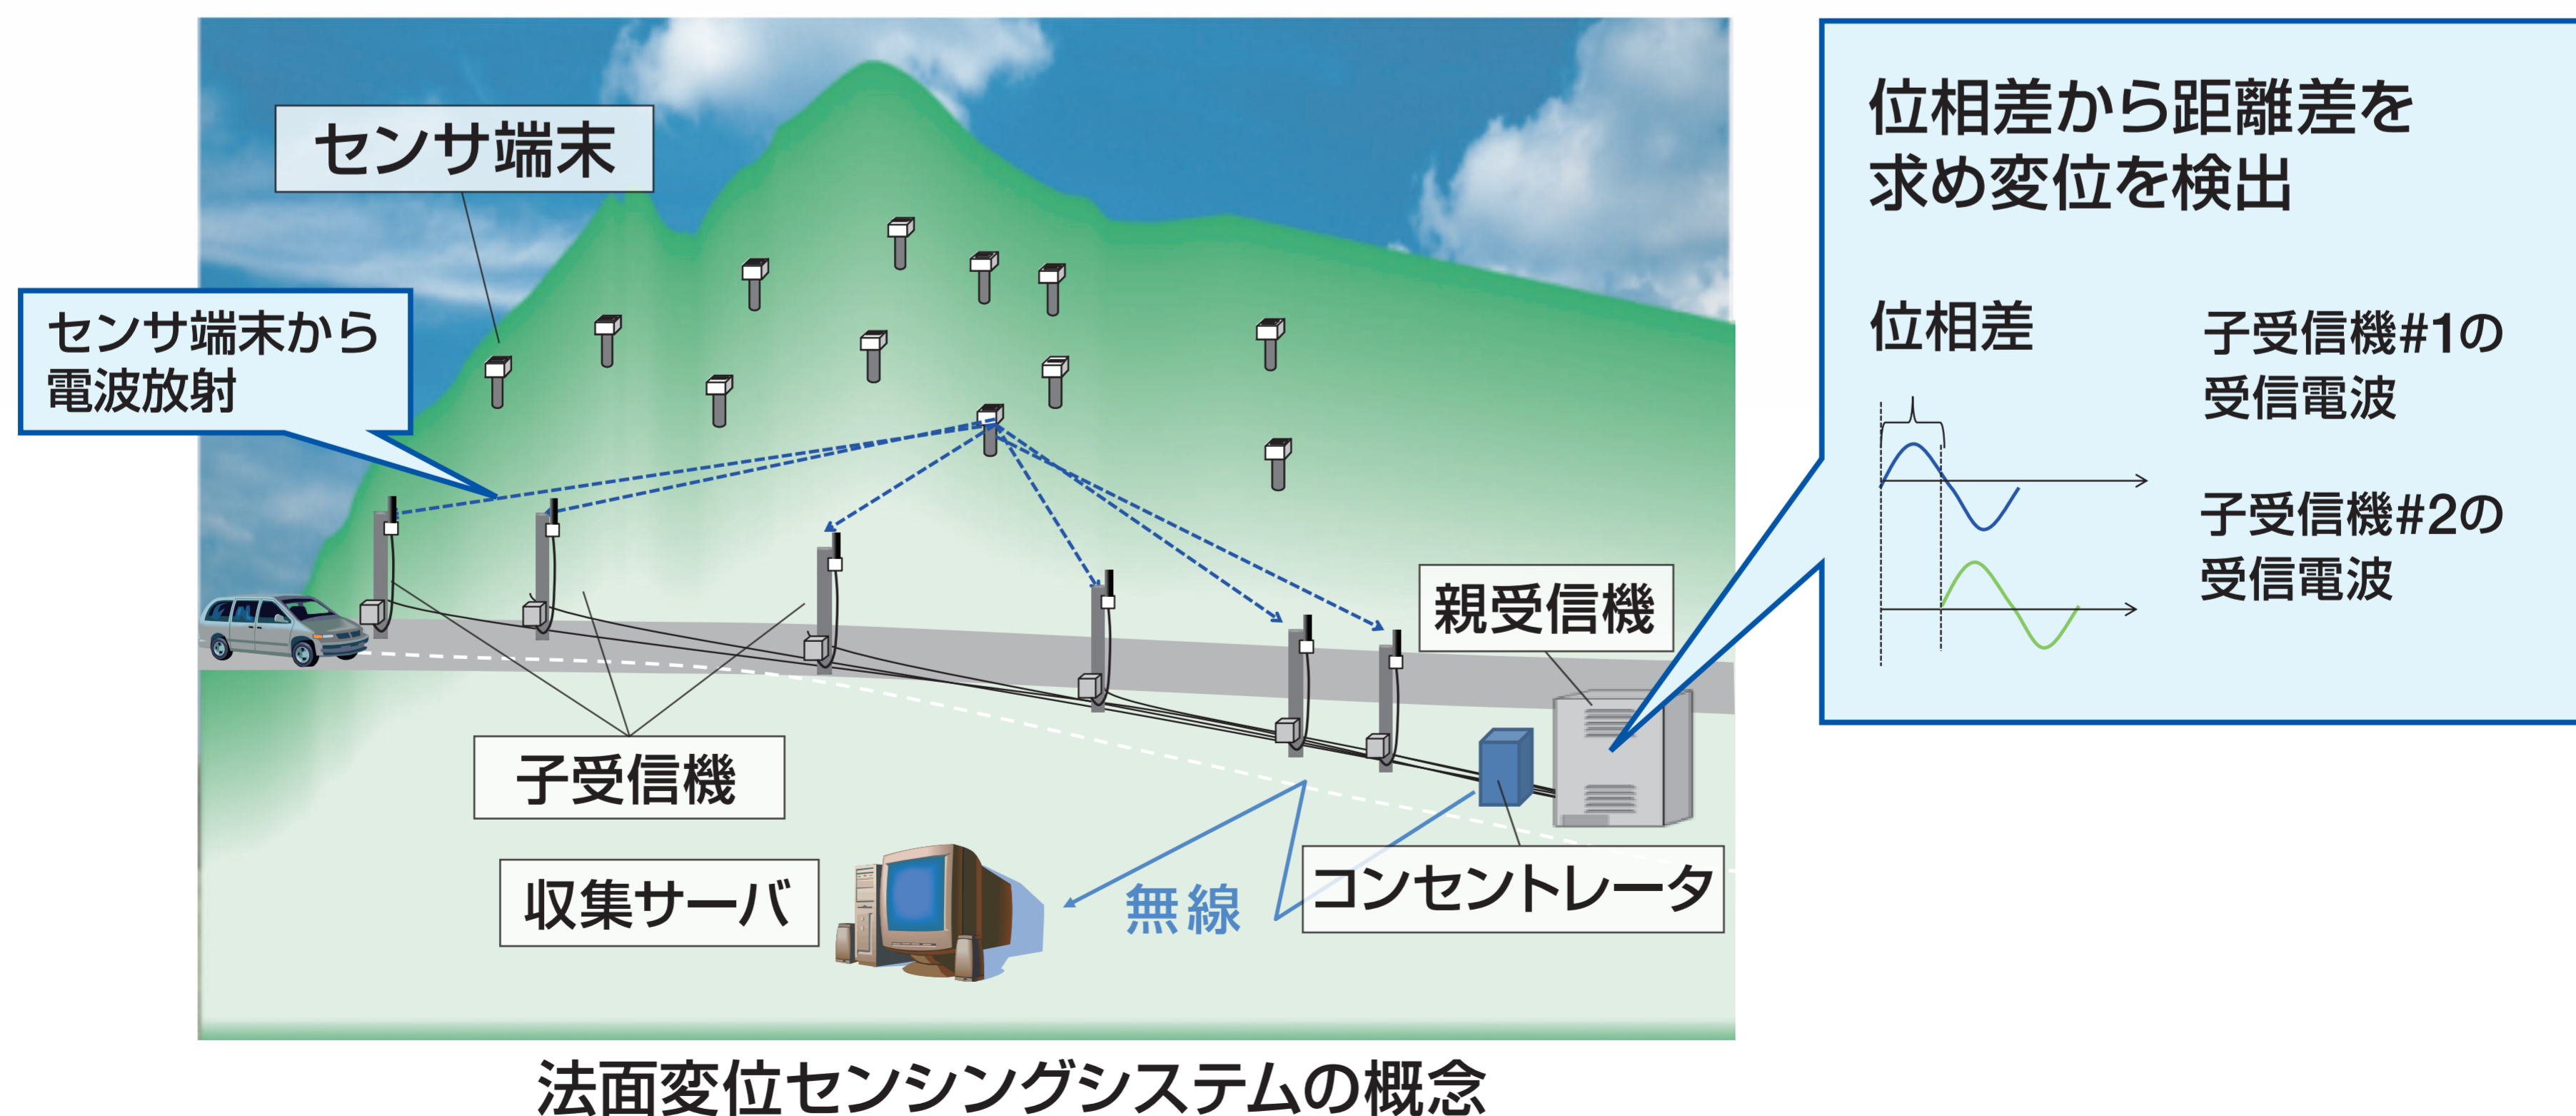 センサ端末
センサ端末から
電波放射
子受信機
収集サーバ
無線
親受信機
コンセントレータ
位相差から距離差を
求め変位を検出
位相差
子受信機#1の
受信電波
子受信機#2の
受信電波
法面変位センシングシステムの概念